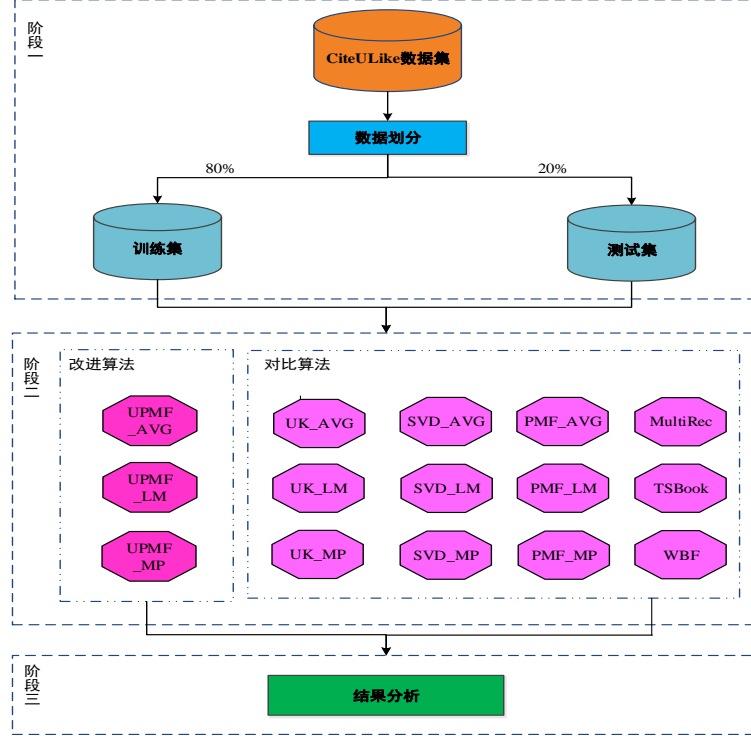 阶段一
CiteULike数据集
数据划分
80%
20%
训练集
测试集
阶段二
改进算法
对比算法
UPMF
_AVG
UK_AVG
SVD_AVG
PMF_AVG
MultiRec
UPMF
_LM
UK_LM
SVD_LM
PMF_LM
TSBook
UPMF
_MP
UK_MP
SVD_MP
PMF_MP
WBF
阶段三
结果分析